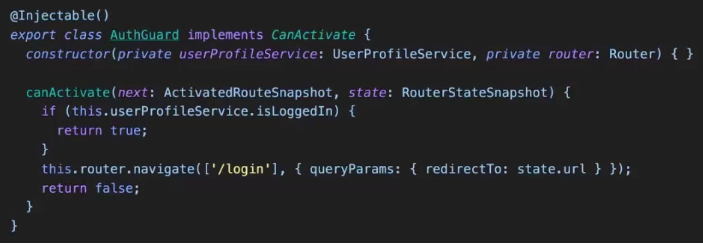 @Injectable()
export class AuthGuard implements CanActivate {
  constructor(private userProfileService: UserProfileService, private router: Router) { }

  canActivate(next: ActivatedRouteSnapshot, state: RouterStateSnapshot) {
    if (this.userProfileService.isLoggedIn) {
      return true;
    }
    this.router.navigate(['/login'], { queryParams: { redirectTo: state.url } });
    return false;
  }
}